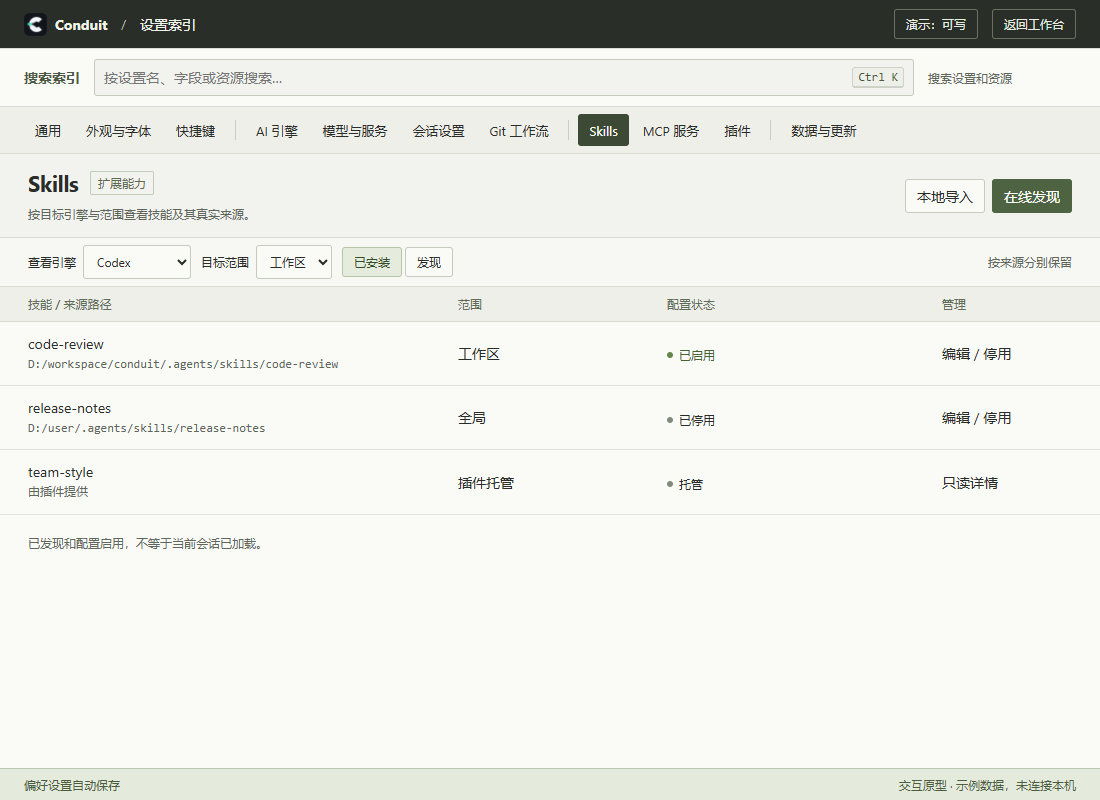 Conduit / 设置索引 演示：可写 返回工作台
搜索索引 按设置名、字段或资源搜索... Ctrl K 搜索设置和资源
通用 外观与字体 快捷键 AI 引擎 模型与服务 会话设置 Git 工作流 Skills MCP 服务 插件 数据与更新
Skills 扩展能力
按目标引擎与范围查看技能及其真实来源。
本地导入 在线发现
查看引擎 Codex 目标范围 工作区 已安装 发现 按来源分别保留
技能 / 来源路径 范围 配置状态 管理
code-review
D:/workspace/conduit/.agents/skills/code-review
工作区 已启用 编辑 / 停用
release-notes
D:/user/.agents/skills/release-notes
全局 已停用 编辑 / 停用
team-style
由插件提供
插件托管 托管 只读详情
已发现和配置启用，不等于当前会话已加载。
偏好设置自动保存 交互原型 · 示例数据，未连接本机